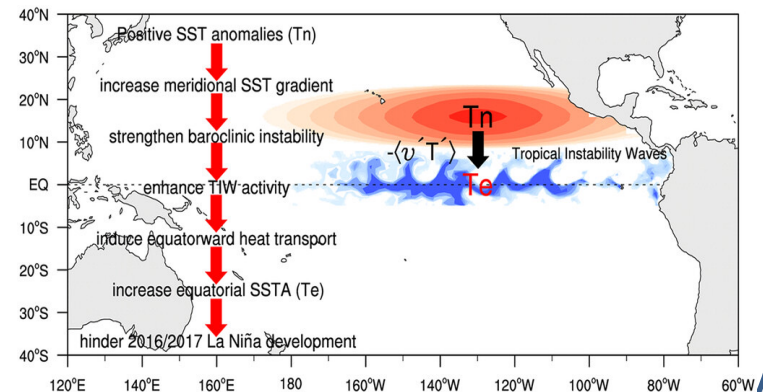 40°N
30°N
20°N
10°N
EQ
10°S
20°S
30°S
40°S
Positive SST anomalies (Tn)
increase meridional SST gradient
strengthen baroclinic instability
enhance TIW activity
induce equatorward heat transport
increase equatorial SSTA (Te)
hinder 2016/2017 La Niña development
Tn
-⟨υ´T´⟩
Tropical Instability Waves
Te
120°E 140°E 160°E 180 160°W 140°W 120°W 100°W 80°W 60°W